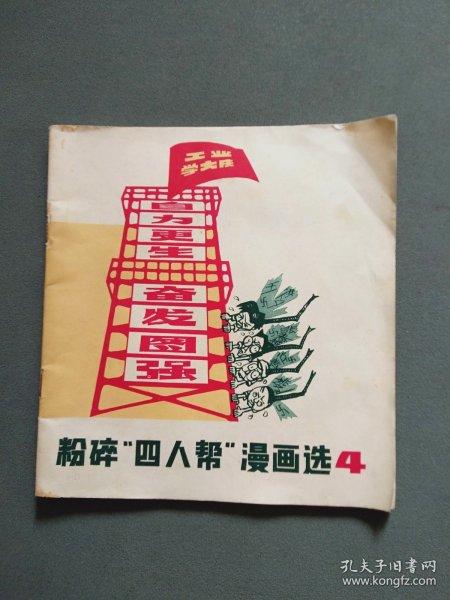 工业
学大庆
自力更生
奋发图强
粉碎“四人帮”漫画选4
孔夫子旧书网
www.kongfz.com